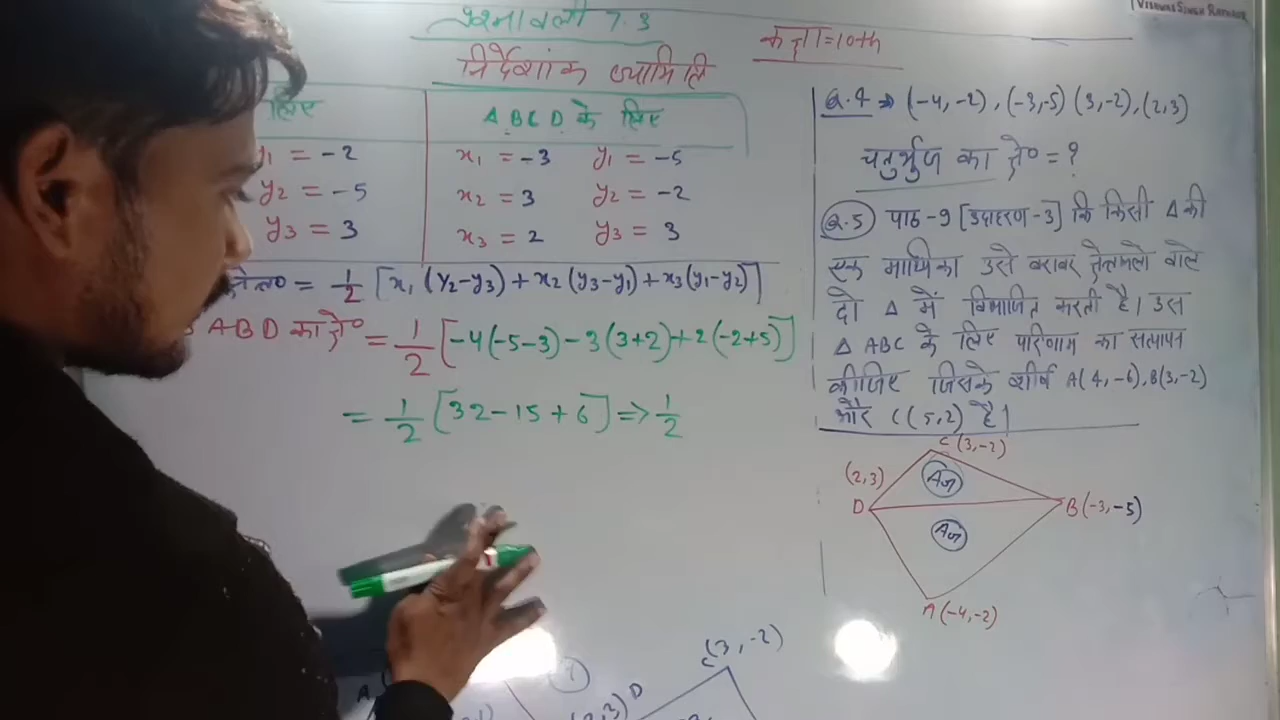 प्रश्नावली 7.3
निर्देशांक ज्यामिति
कक्षा=10th
लिए
△BCD के लिए
y₁ = -2
y₂ = -5
y₃ = 3
x₁ = -3 y₁ = -5
x₂ = 3 y₂ = -2
x₃ = 2 y₃ = 3
= 1/2 [x₁(y₂-y₃)+x₂(y₃-y₁)+x₃(y₁-y₂)]
ABD का क्षे० = 1/2 [-4(-5-3)-3(3+2)+2(-2+5)]
= 1/2 [32-15+6] => 1/2
Q.4 → (-4,-2), (-3,-5) (3,-2), (2,3)
चतुर्भुज का क्षे० = ?
Q.5 पाठ-9 [उदाहरण-3] कि किसी △ की
एक माध्यिका उसे बराबर क्षेत्रफलो वाले
दो △ में विभाजित करती है। उस
△ ABC के लिए परिणाम का सत्यापन
कीजिए जिसके शीर्ष A(4,-6), B(3,-2)
और C(5,2) है।
C (3,-2)
(2,3)
D
B(-3,-5)
A(-4,-2)
C(3,-2)
(2,3) D
A